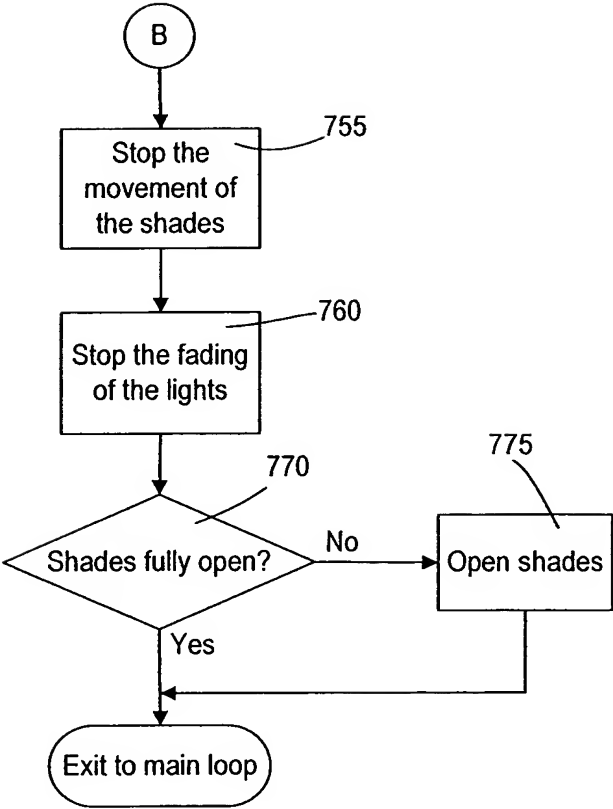 B
755
Stop the
movement of
the shades
760
Stop the fading
of the lights
770
775
Shades fully open?
No
Open shades
Yes
Exit to main loop